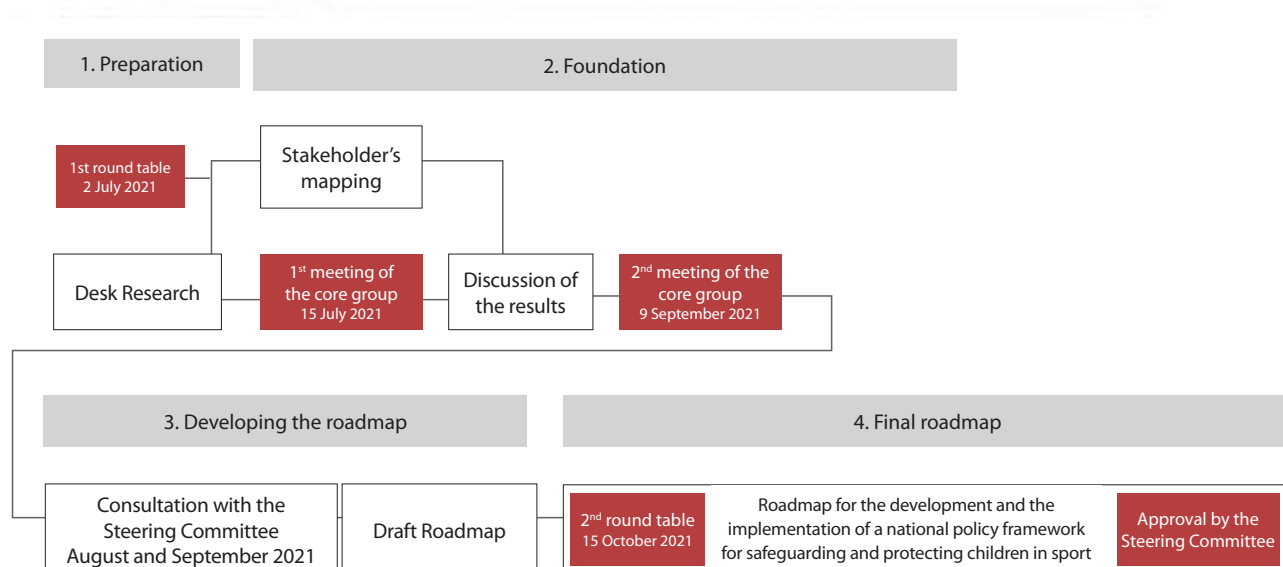 1. Preparation
2. Foundation
1st round table
2 July 2021
Stakeholder’s
mapping
Desk Research
1st meeting of
the core group
15 July 2021
Discussion of
the results
2nd meeting of the
core group
9 September 2021
3. Developing the roadmap
4. Final roadmap
Consultation with the
Steering Committee
August and September 2021
Draft Roadmap
2nd round table
15 October 2021
Roadmap for the development and the
implementation of a national policy framework
for safeguarding and protecting children in sport
Approval by the
Steering Committee